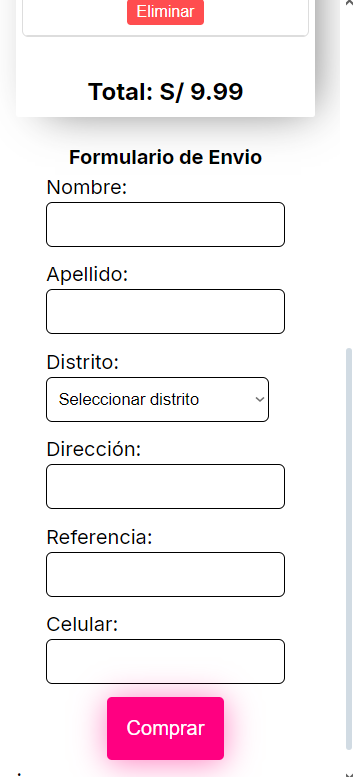 Eliminar
Total: S/ 9.99
Formulario de Envio
Nombre:
Apellido:
Distrito:
Seleccionar distrito
Dirección:
Referencia:
Celular:
Comprar